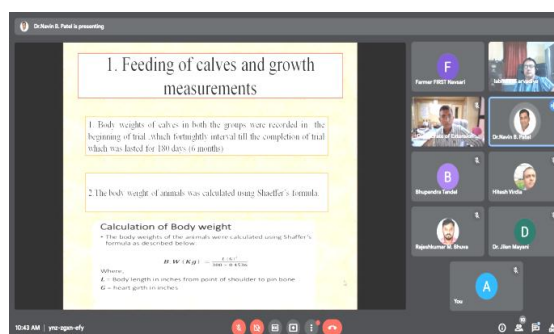 Dr.Navin B. Patel is presenting
1. Feeding of calves and growth
measurements
1. Body weights of calves in both the groups were recorded in the
beginning of trial ,which fortnightly interval till the completion of trial
which was lasted for 180 days (6 months)
2.The body weight of animals was calculated using Shaeffer's formula.
Calculation of Body weight
• The body weights of the animals were calculated using Shaffer's
formula as described below
B.W (Kg) =
Where,
L = Body length in inches from point of shoulder to pin bone
G = heart girth in inches
F
Farmer FIRST Navsari
of Extension
Dr.Navin B. Patel
B
Bhupendra Tandel
Hitesh Virdia
Rajeshkumar M. Shuva
D
Dr. Jilen Mayani
A
You
10:43 AM